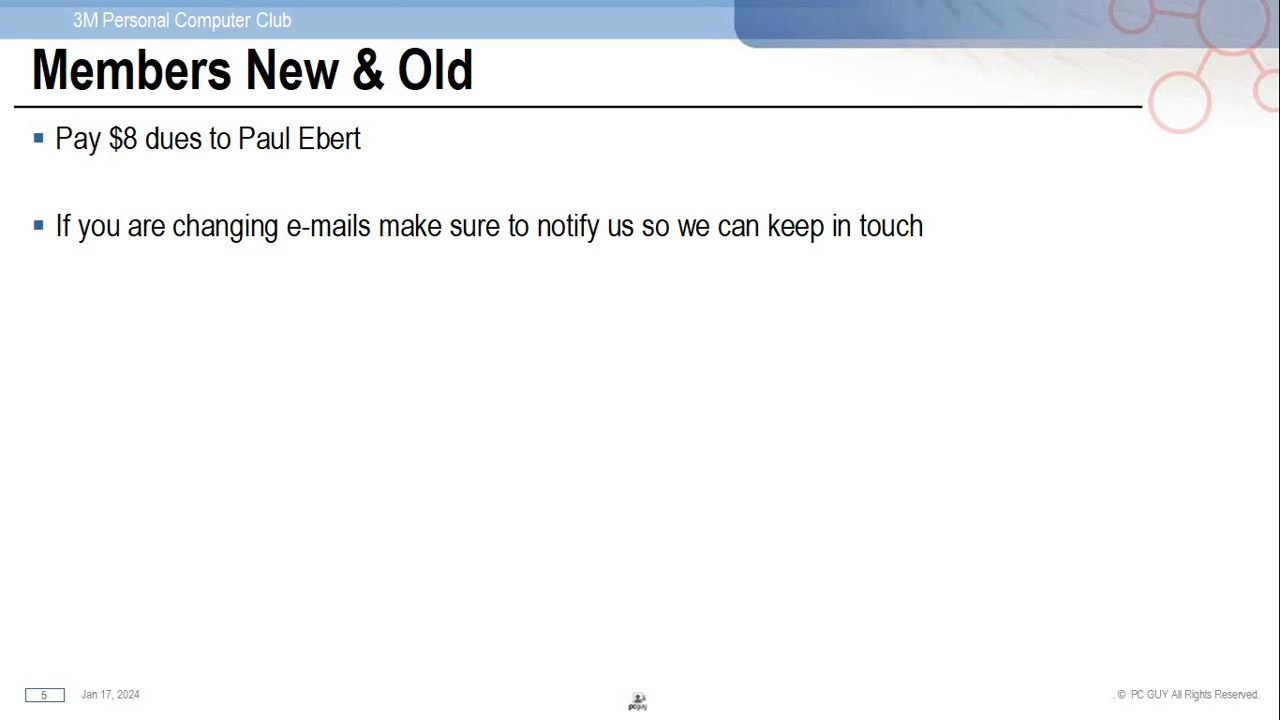 3M Personal Computer Club
Members New & Old
Pay $8 dues to Paul Ebert
If you are changing e-mails make sure to notify us so we can keep in touch
5
Jan 17, 2024
pcguy
. © PC GUY All Rights Reserved.